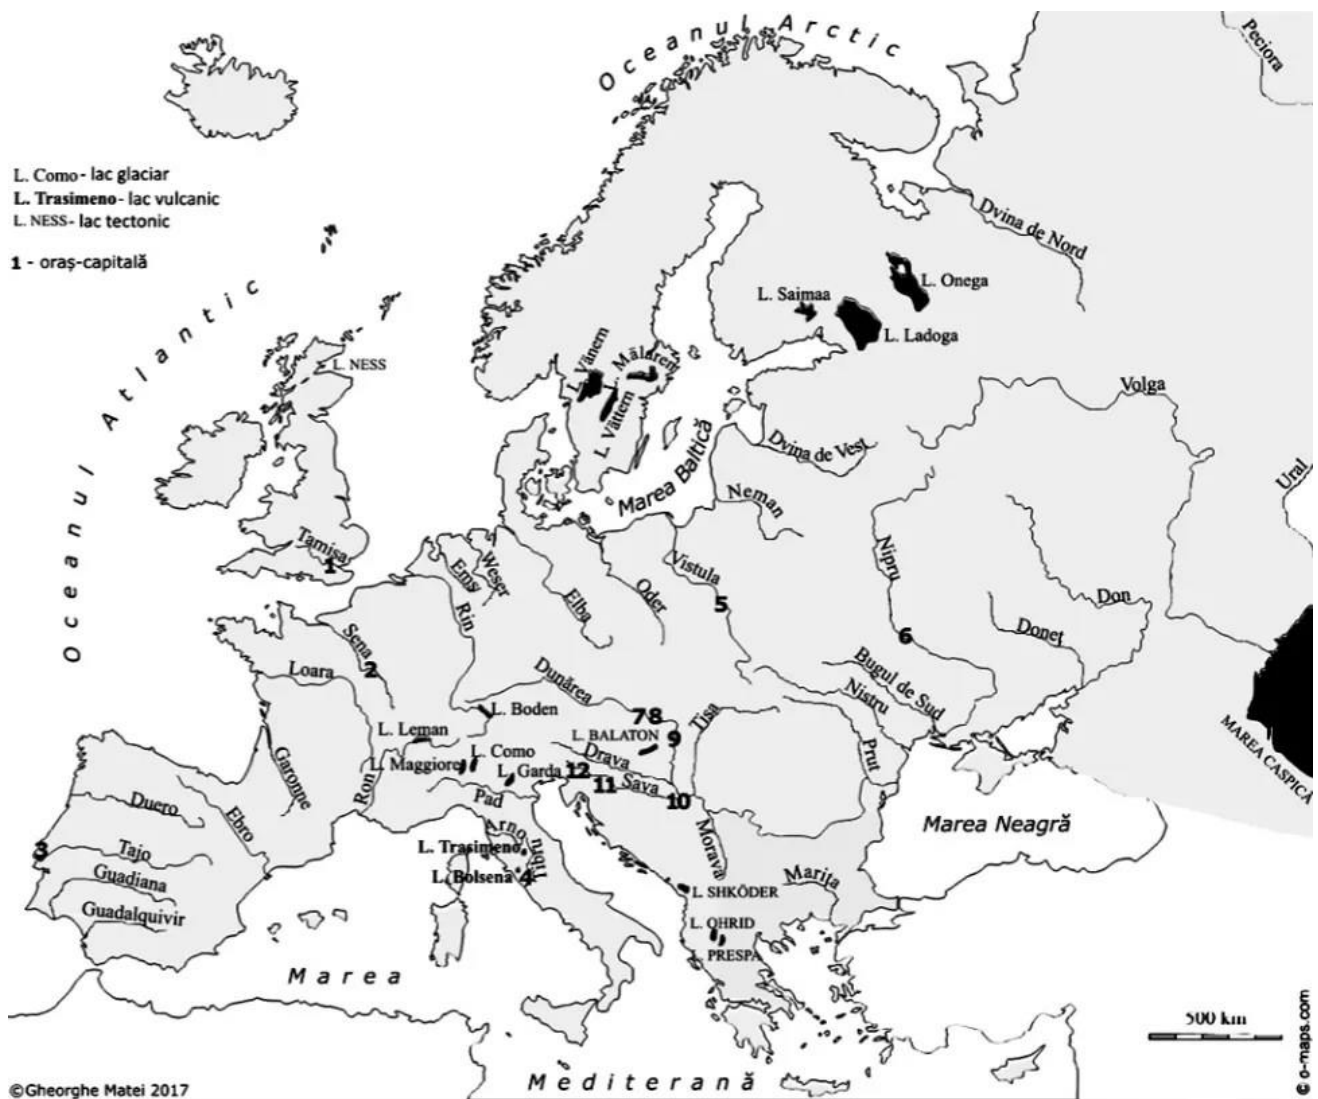 Oceanul Arctic
Peciora
L. Como - lac glaciar
L. Trasimeno - lac vulcanic
L. NESS - lac tectonic
1 - oraș-capitală
Oceanul Atlantic
Dvina de Nord
L. Onega
L. Saimaa
L. Ladoga
L. NESS
L. Vänern
L. Mälaren
L. Vättern
Volga
Marea Baltică
Dvina de Vest
Ural
Neman
Tamisa
1
Ems
Weser
Nipru
Vistula
5
Elba
Oder
Rin
Don
Doneț
6
Sena
2
Loara
Bugul de Sud
Nistru
Dunărea
7 8
Tisa
L. Boden
L. Leman
L. BALATON
9
L. Como
L. Maggiore
L. Garda
12
Drava
11
Sava
10
Prut
MAREA CASPICĂ
Garonne
Ron
Pad
Duero
Ebro
Marea Neagră
Arno
Tibru
Morava
3
Tajo
L. Trasimeno
Guadiana
L. Bolsena
4
Marița
L. SHKÖDER
Guadalquivir
L. OHRID
L. PRESPA
Marea
Mediterană
500 km
©Gheorghe Matei 2017
© o-maps.com